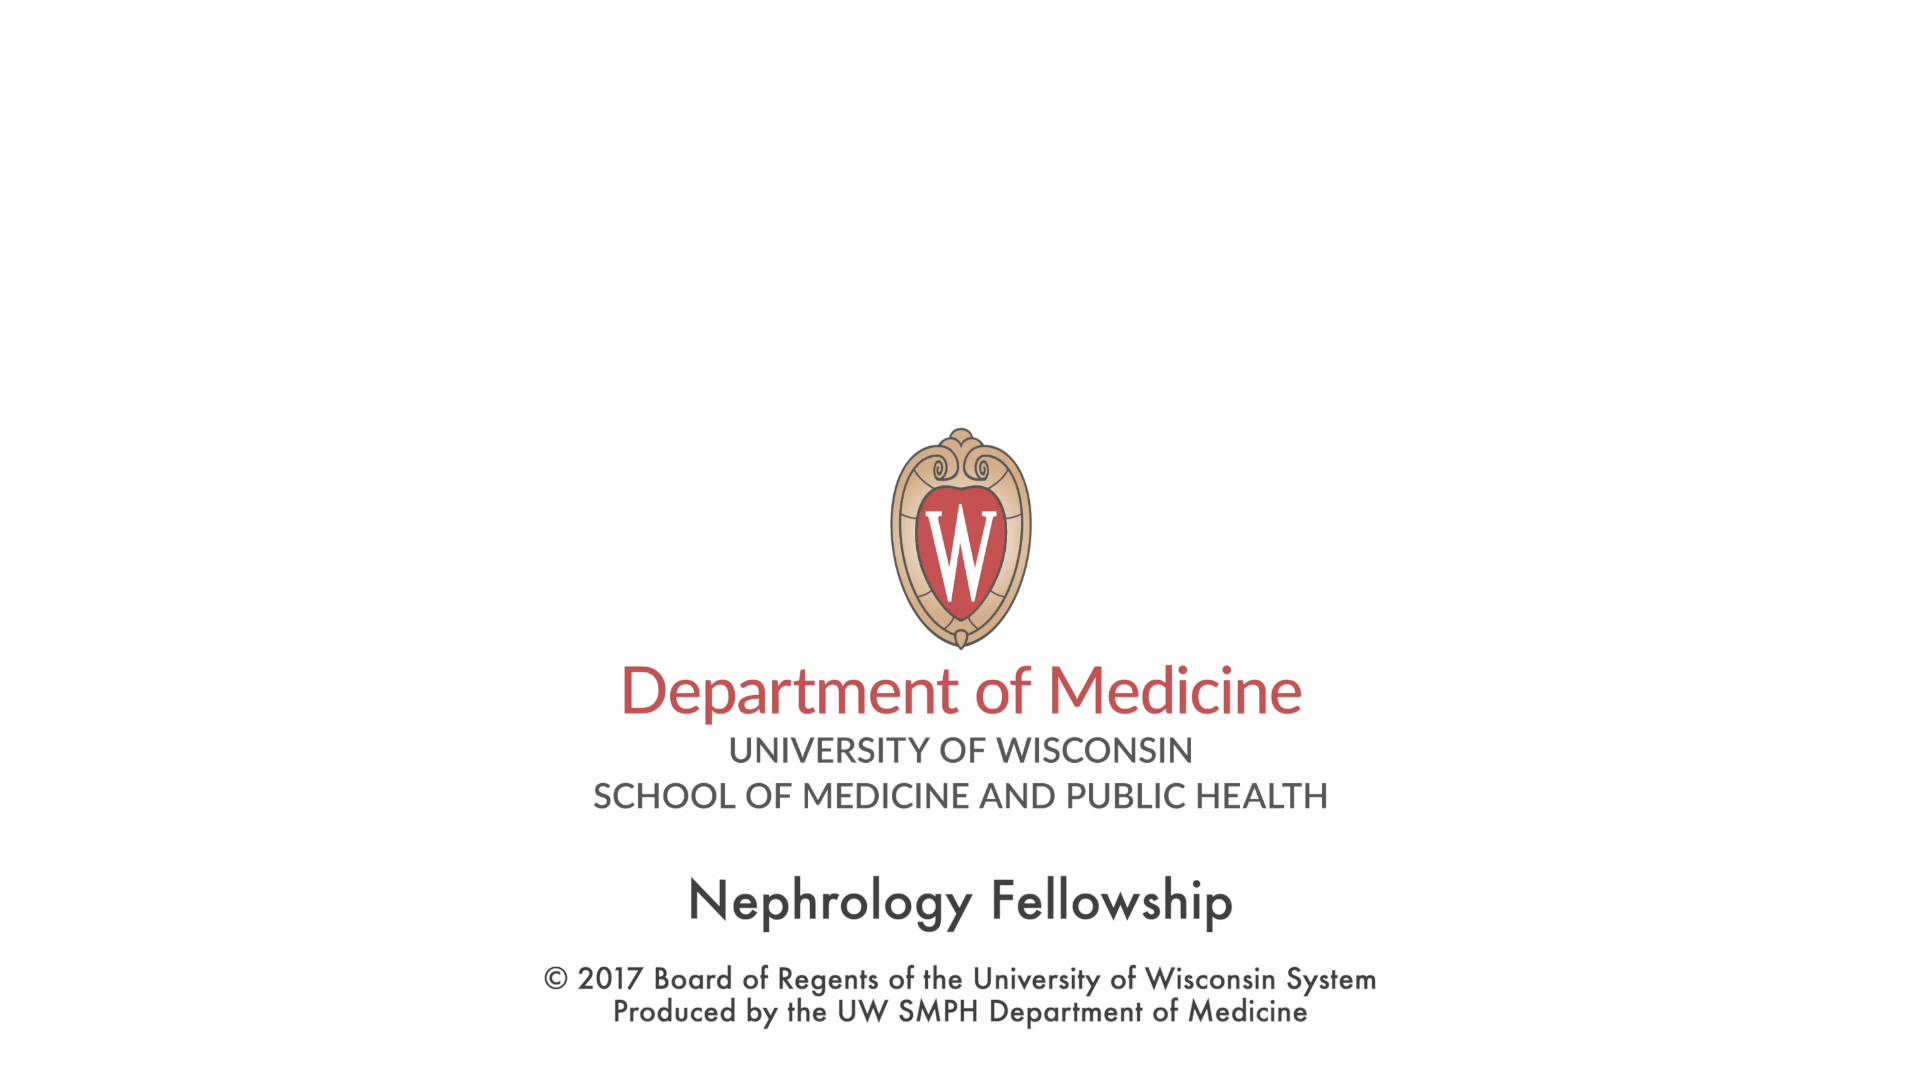 W
Department of Medicine
UNIVERSITY OF WISCONSIN
SCHOOL OF MEDICINE AND PUBLIC HEALTH
Nephrology Fellowship
© 2017 Board of Regents of the University of Wisconsin System
Produced by the UW SMPH Department of Medicine